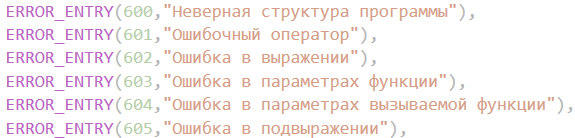 ERROR_ENTRY(600,"Неверная структура программы"),
ERROR_ENTRY(601,"Ошибочный оператор"),
ERROR_ENTRY(602,"Ошибка в выражении"),
ERROR_ENTRY(603,"Ошибка в параметрах функции"),
ERROR_ENTRY(604,"Ошибка в параметрах вызываемой функции"),
ERROR_ENTRY(605,"Ошибка в подвыражении"),